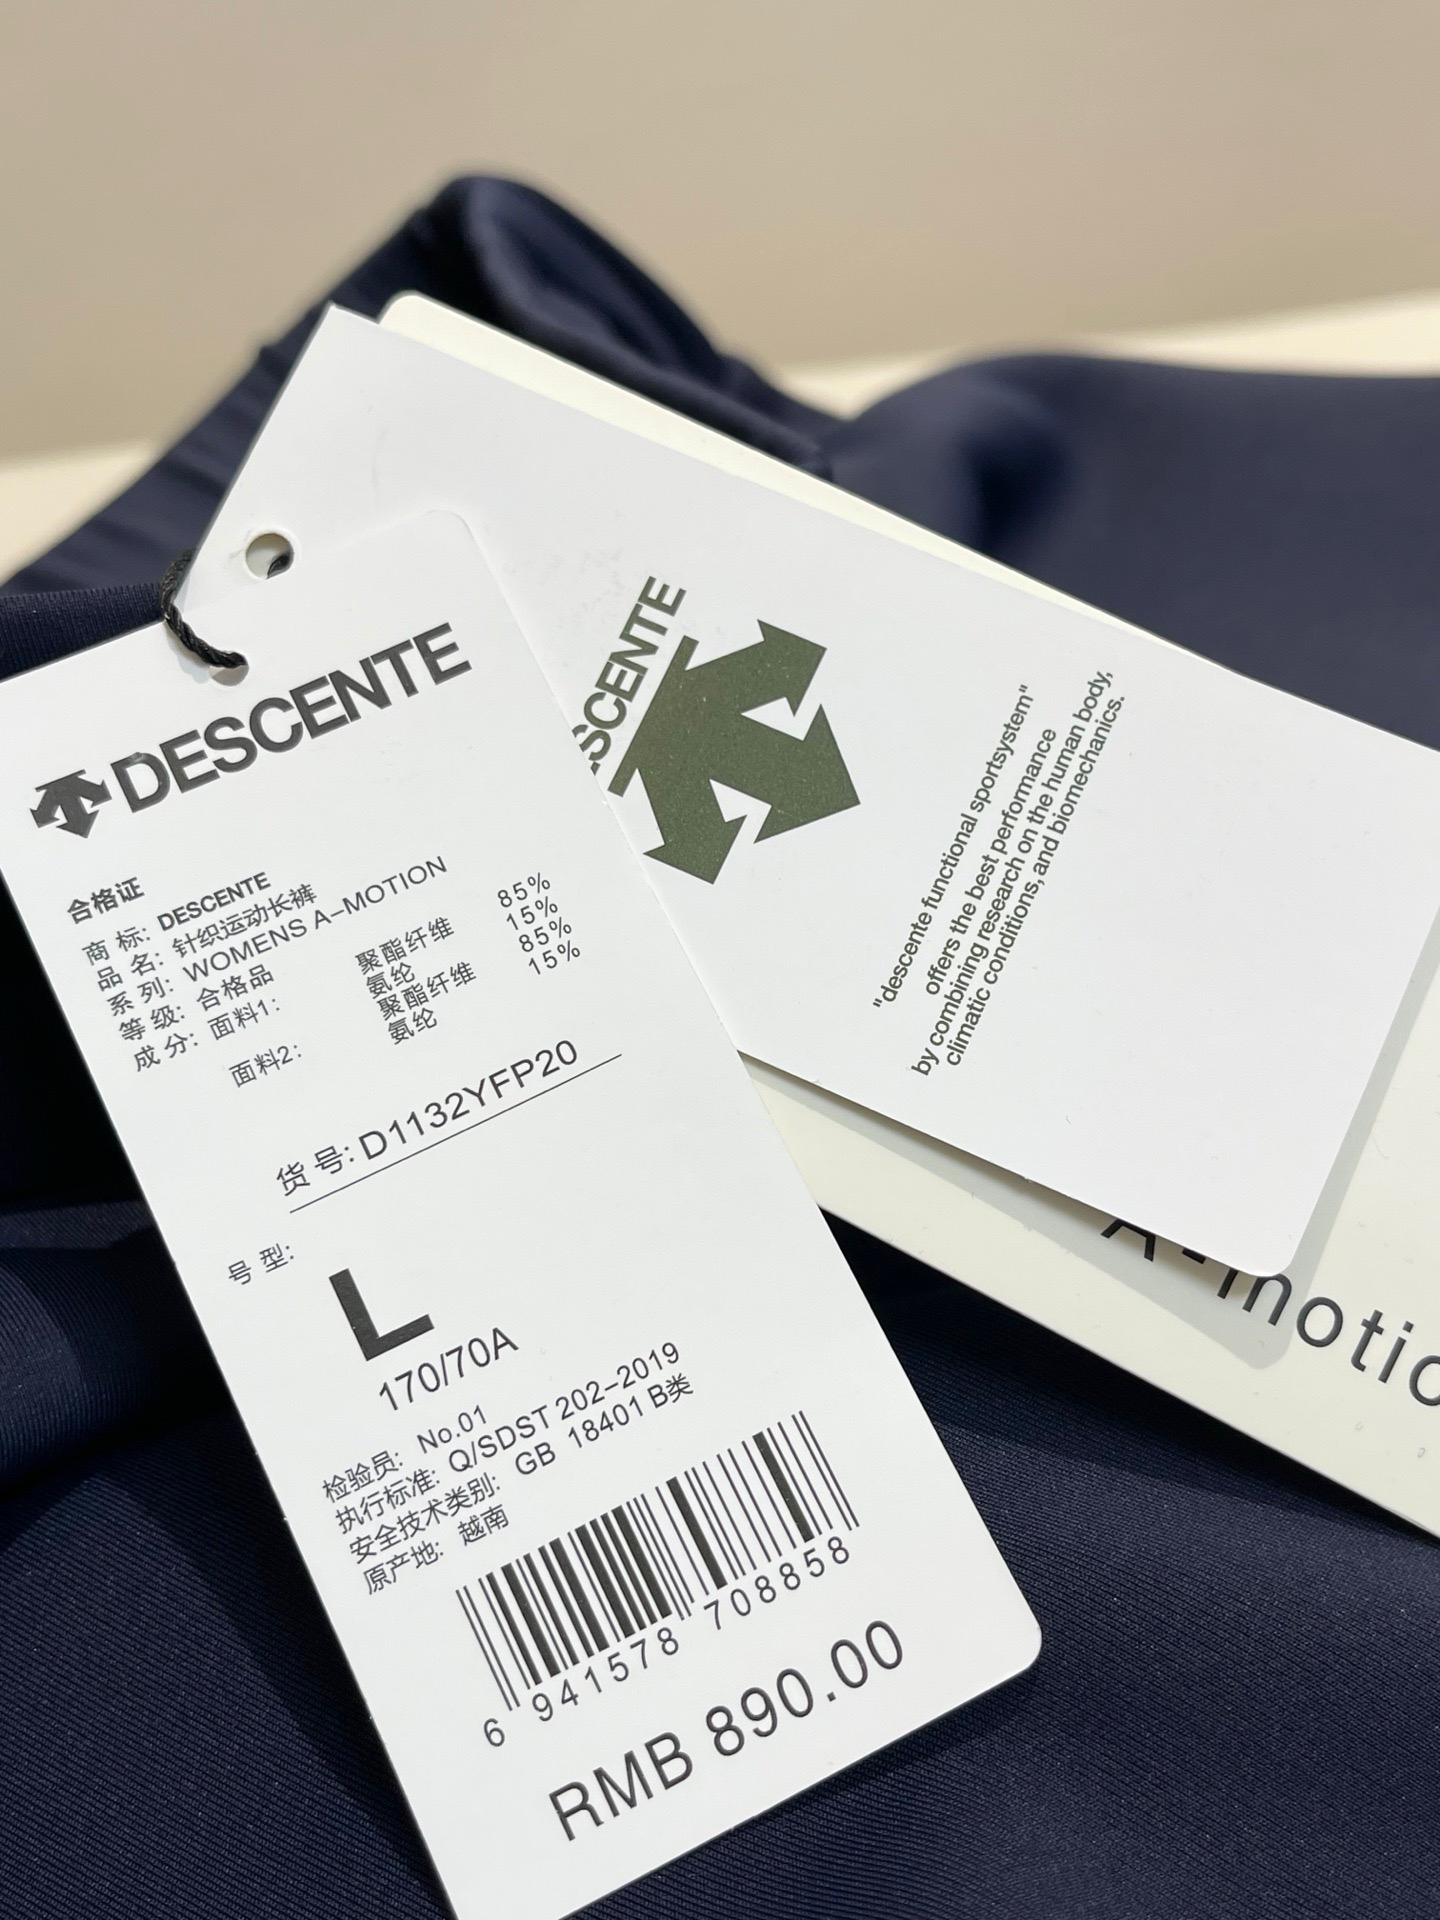 DESCENTE
合格证
商 标: DESCENTE
品 名: 针织运动长裤
系 列: WOMENS A-MOTION
等 级: 合格品
成 分: 面料1: 聚酯纤维 85%
氨纶 15%
面料2: 聚酯纤维 85%
氨纶 15%
货 号: D1132YFP20
号 型:
L
170/70A
检验员: No.01
执行标准: Q/SDST 202-2019
安全技术类别: GB 18401 B类
原产地: 越南
6 941578 708858
RMB 890.00
SCENTE
"descente functional sportsystem"
offers the best performance
by combining research on the human body,
climatic conditions, and biomechanics.
A-motio